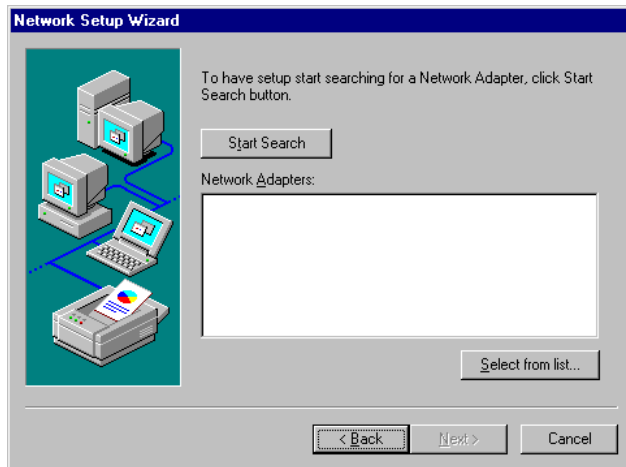 Network Setup Wizard
To have setup start searching for a Network Adapter, click Start
Search button.
Start Search
Network Adapters:
Select from list...
< Back
Next >
Cancel